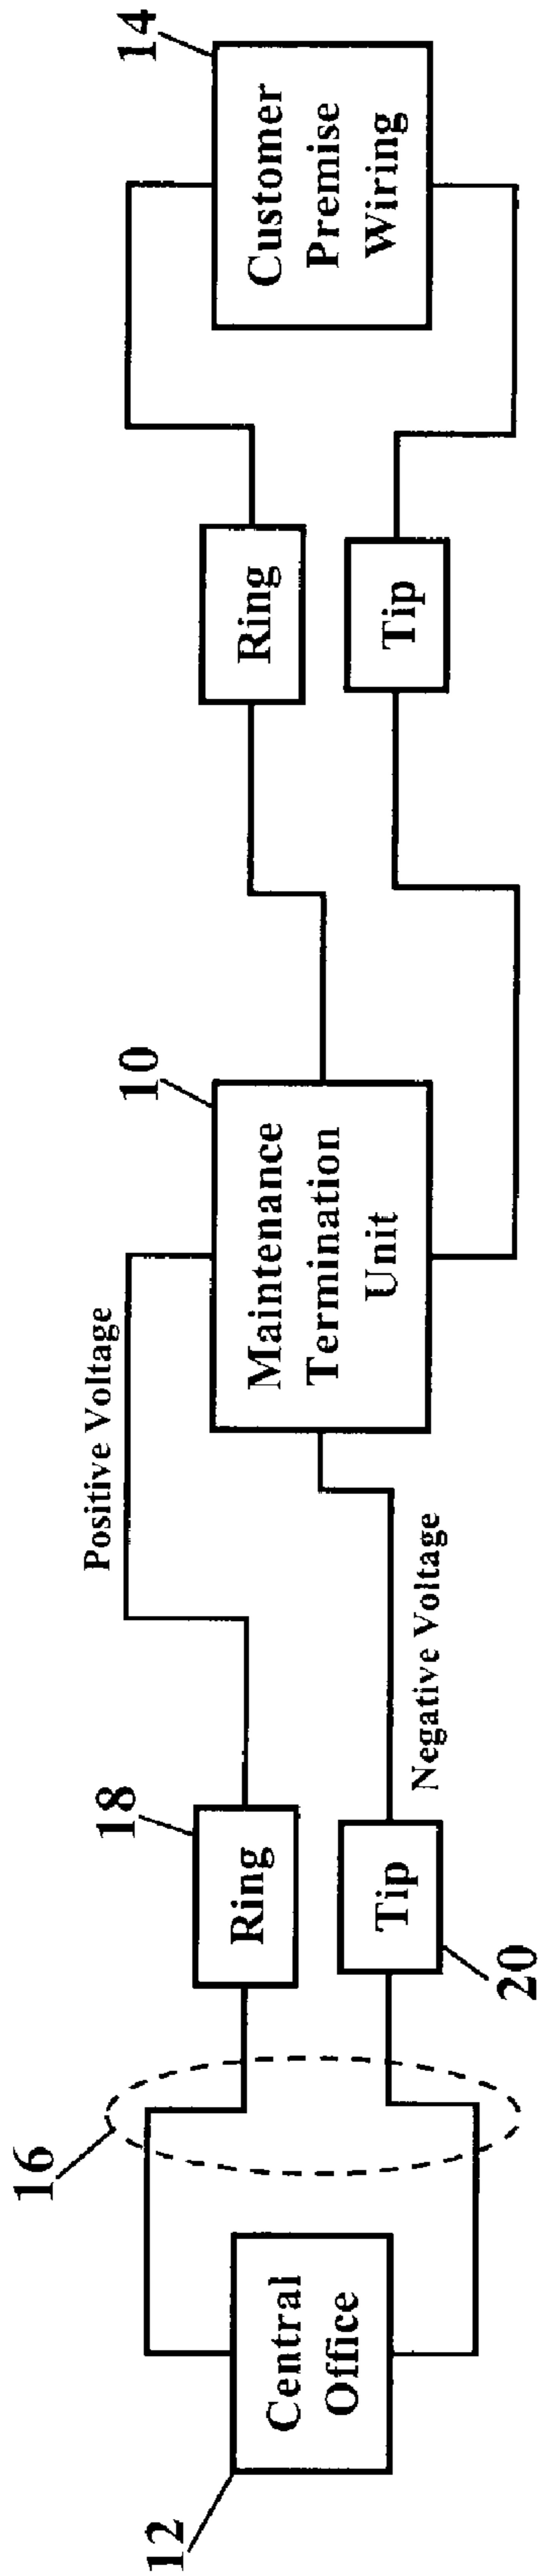 12
Central
Office
16
18
Ring
Tip
20
Positive Voltage
Negative Voltage
10
Maintenance
Termination
Unit
Ring
Tip
14
Customer
Premise
Wiring